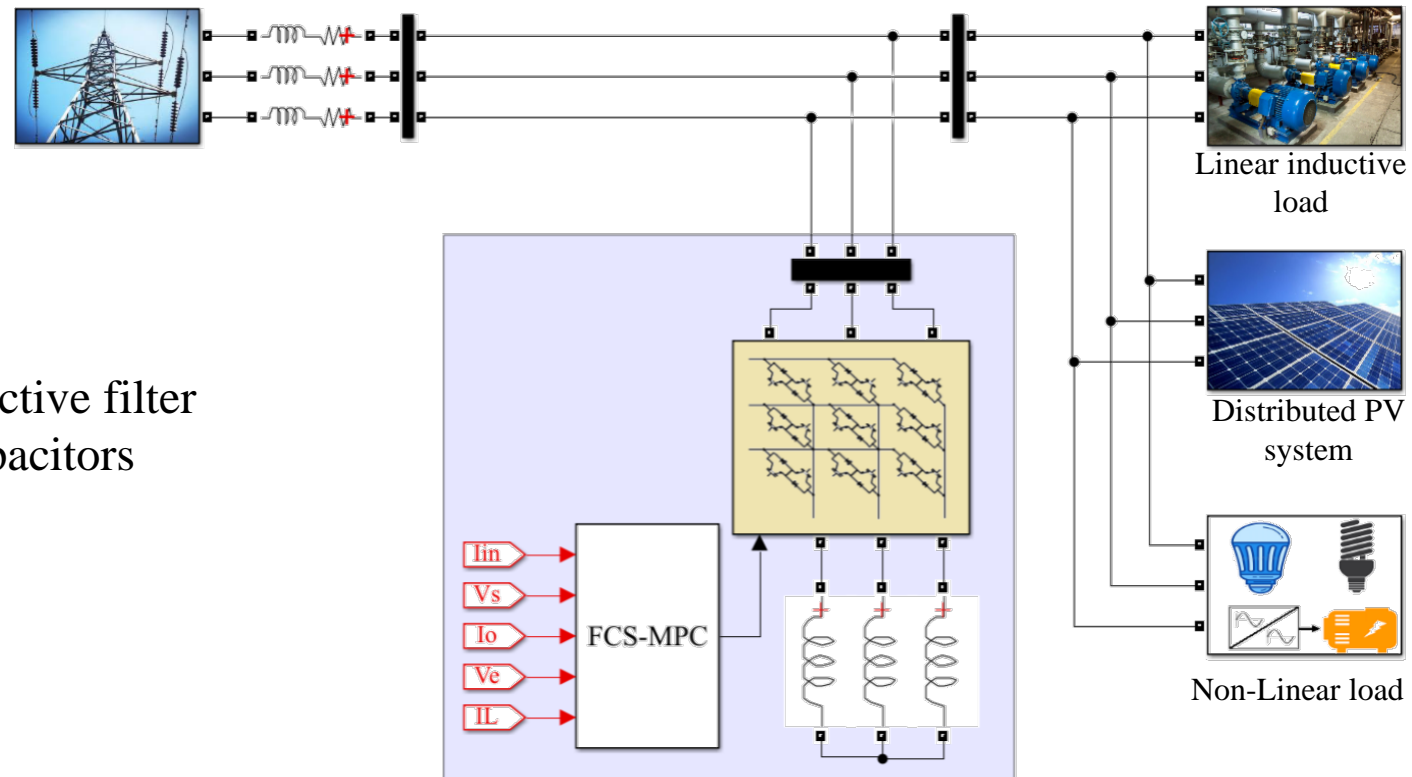 Linear inductive
load
Distributed PV
system
ctive filter
pacitors
Iin
Vs
Io
Ve
IL
FCS-MPC
Non-Linear load